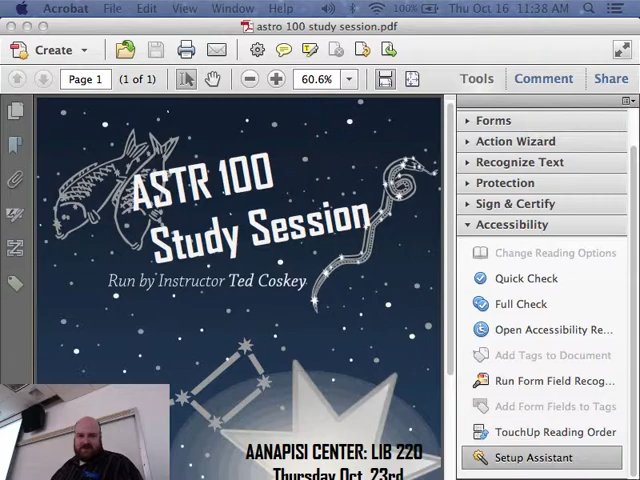 Acrobat File Edit View Window Help 100% Thu Oct 16 11:38 AM
astro 100 study session.pdf
Create
Page 1 (1 of 1) 60.6% Tools Comment Share
Forms
Action Wizard
Recognize Text
Protection
Sign & Certify
Accessibility
Change Reading Options
Quick Check
Full Check
Open Accessibility Re...
Add Tags to Document
Run Form Field Recog...
Add Form Fields to Tags
TouchUp Reading Order
Setup Assistant
ASTR 100
Study Session
Run by Instructor Ted Coskey
AANAPISI CENTER: LIB 220
Thursday Oct. 23rd